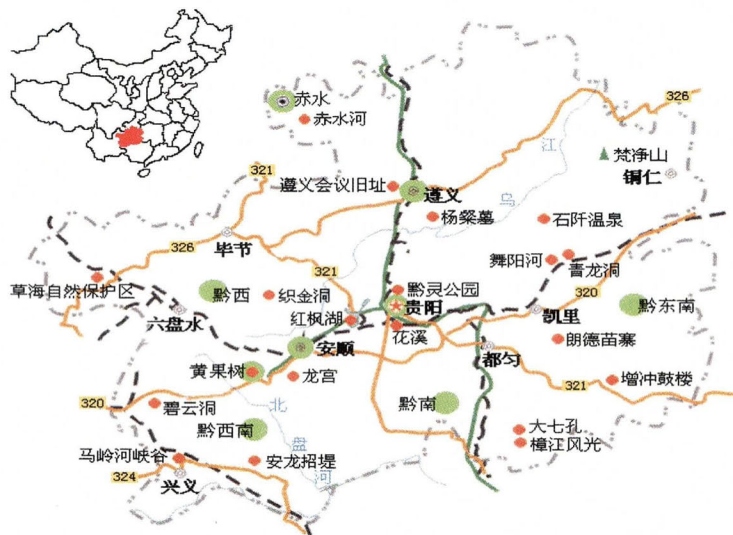 赤水
赤水河
326
江
乌
梵净山
铜仁
321
遵义会议旧址
遵义
杨粲墓
石阡温泉
毕节
326
舞阳河
青龙洞
321
草海自然保护区
黔西
织金洞
黔灵公园
320
红枫湖
贵阳
黔东南
六盘水
花溪
凯里
朗德苗寨
安顺
都匀
黄果树
龙宫
321
增冲鼓楼
320
碧云洞
北
盘
河
黔南
黔西南
大七孔
樟江风光
马岭河峡谷
安龙招堤
324
兴义